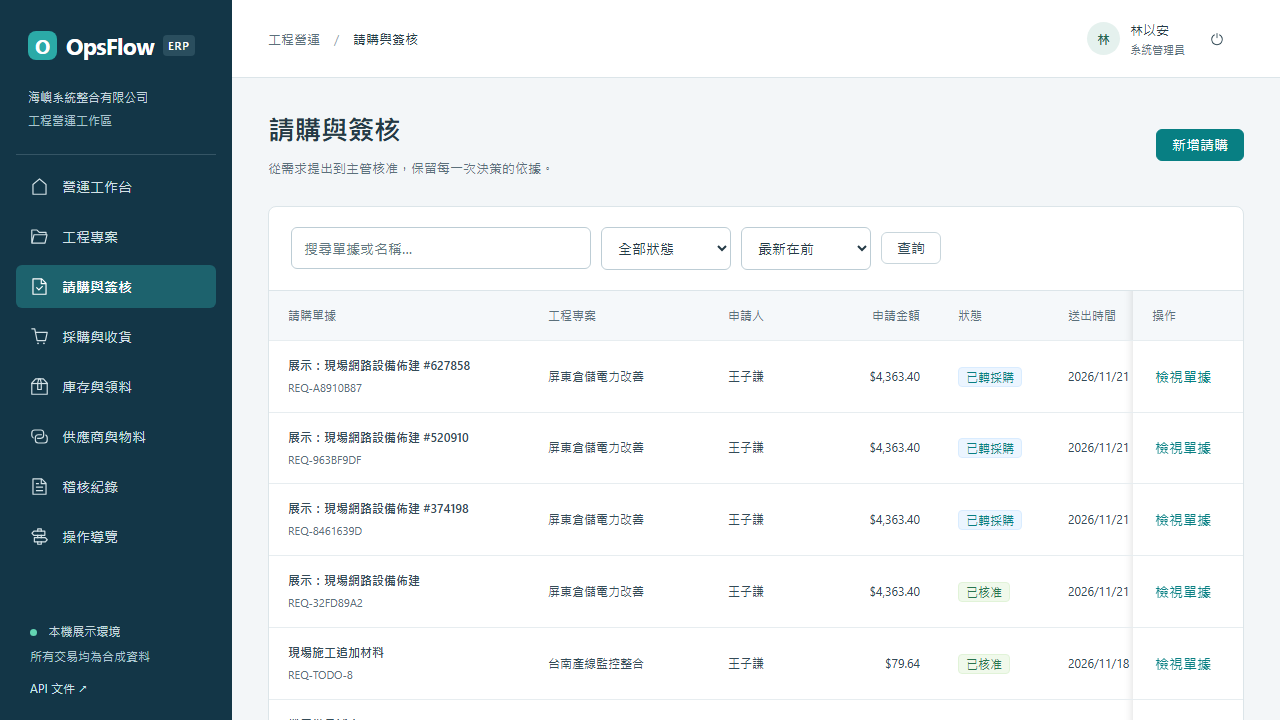 OpsFlow ERP
海嶼系統整合有限公司
工程營運工作區
營運工作台
工程專案
請購與簽核
採購與收貨
庫存與領料
供應商與物料
稽核紀錄
操作導覽
本機展示環境
所有交易均為合成資料
API 文件 ↗
工程營運 / 請購與簽核
林
林以安
系統管理員
請購與簽核
從需求提出到主管核准，保留每一次決策的依據。
新增請購
搜尋單據或名稱... 全部狀態 最新在前 查詢
請購單據 工程專案 申請人 申請金額 狀態 送出時間 操作
展示：現場網路設備佈建 #627858
REQ-A8910B87
屏東倉儲電力改善 王子謙 $4,363.40 已轉採購 2026/11/21 檢視單據
展示：現場網路設備佈建 #520910
REQ-963BF9DF
屏東倉儲電力改善 王子謙 $4,363.40 已轉採購 2026/11/21 檢視單據
展示：現場網路設備佈建 #374198
REQ-8461639D
屏東倉儲電力改善 王子謙 $4,363.40 已轉採購 2026/11/21 檢視單據
展示：現場網路設備佈建
REQ-32FD89A2
屏東倉儲電力改善 王子謙 $4,363.40 已核准 2026/11/21 檢視單據
現場施工追加材料
REQ-TODO-8
台南產線監控整合 王子謙 $79.64 已核准 2026/11/18 檢視單據